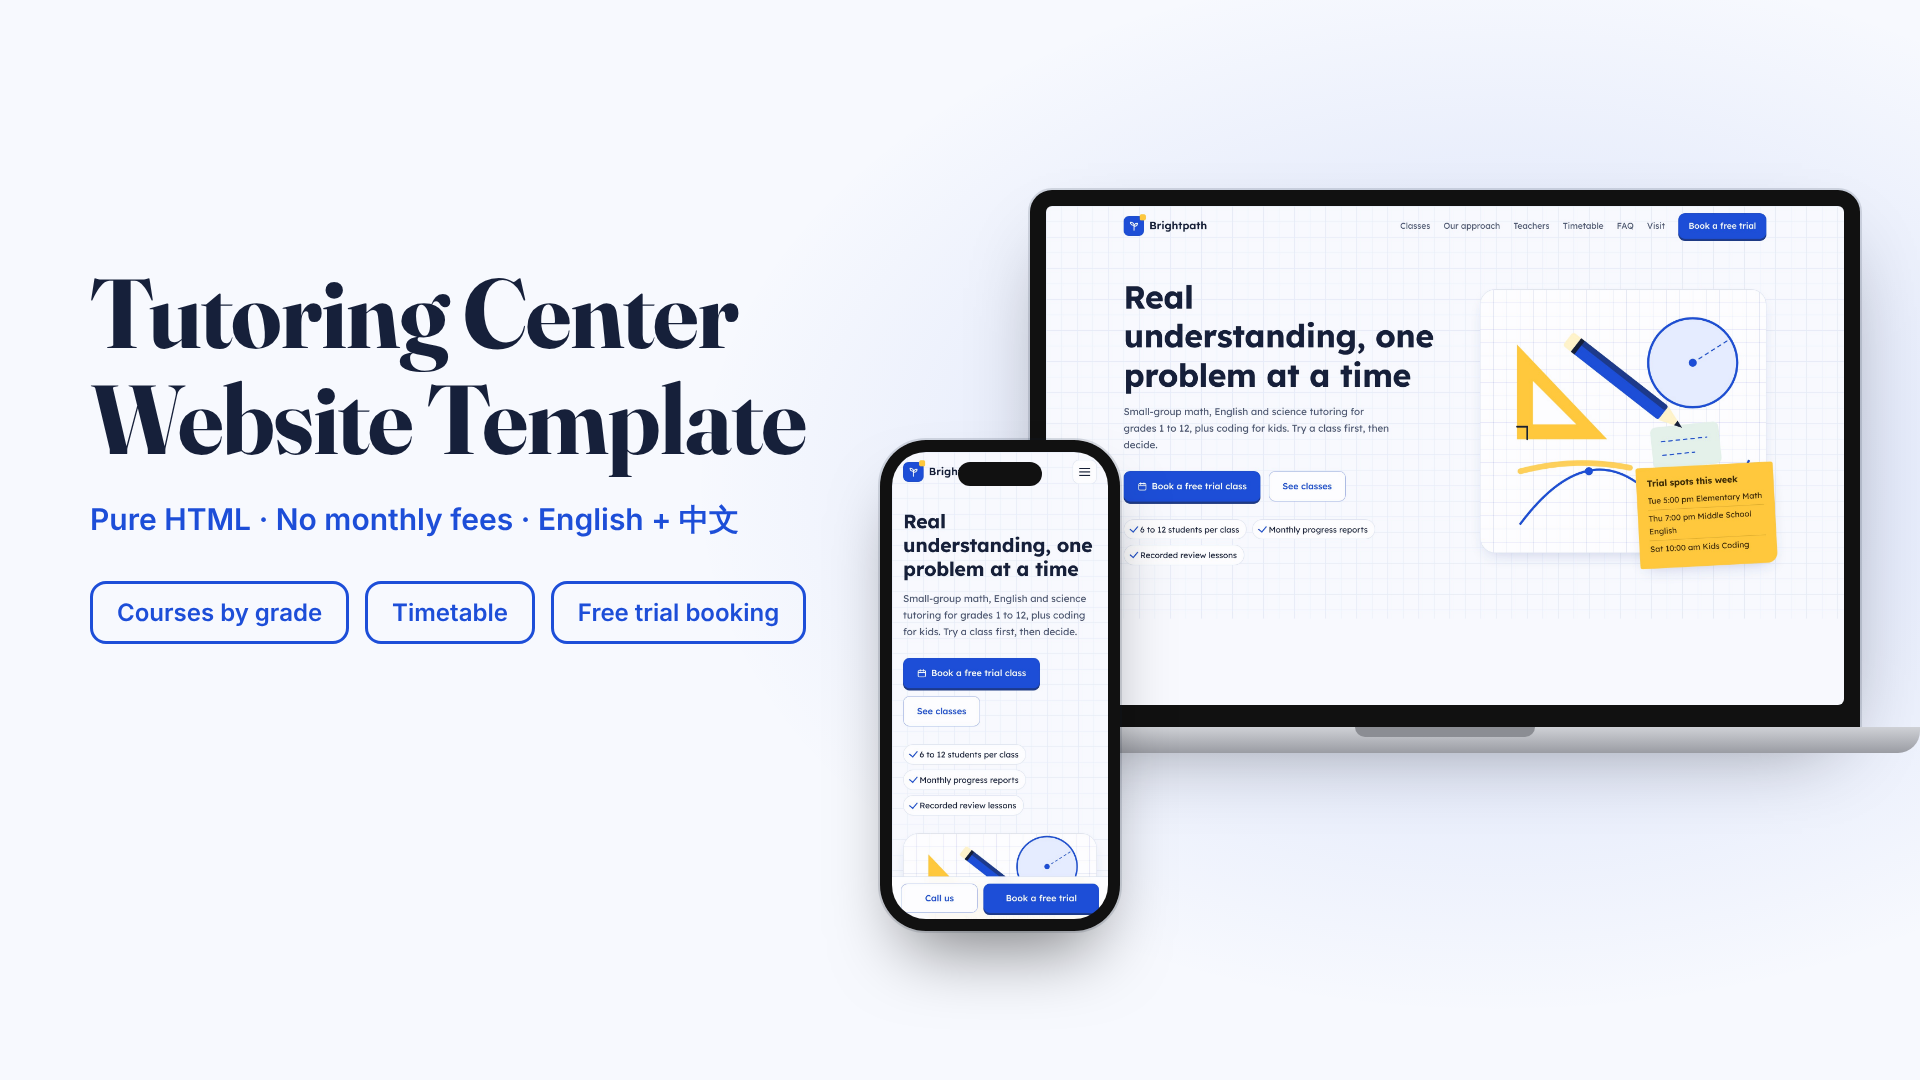 Tutoring Center
Website Template
Pure HTML · No monthly fees · English + 中文
Courses by grade
Timetable
Free trial booking
Brightpath
Classes
Our approach
Teachers
Timetable
FAQ
Visit
Book a free trial
Real
understanding, one
problem at a time
Small-group math, English and science tutoring for
grades 1 to 12, plus coding for kids. Try a class first, then
decide.
Book a free trial class
See classes
6 to 12 students per class
Monthly progress reports
Recorded review lessons
Trial spots this week
Tue 5:00 pm Elementary Math
Thu 7:00 pm Middle School
English
Sat 10:00 am Kids Coding
Brigh
Real
understanding, one
problem at a time
Small-group math, English and science
tutoring for grades 1 to 12, plus coding
for kids. Try a class first, then decide.
Book a free trial class
See classes
6 to 12 students per class
Monthly progress reports
Recorded review lessons
Call us
Book a free trial